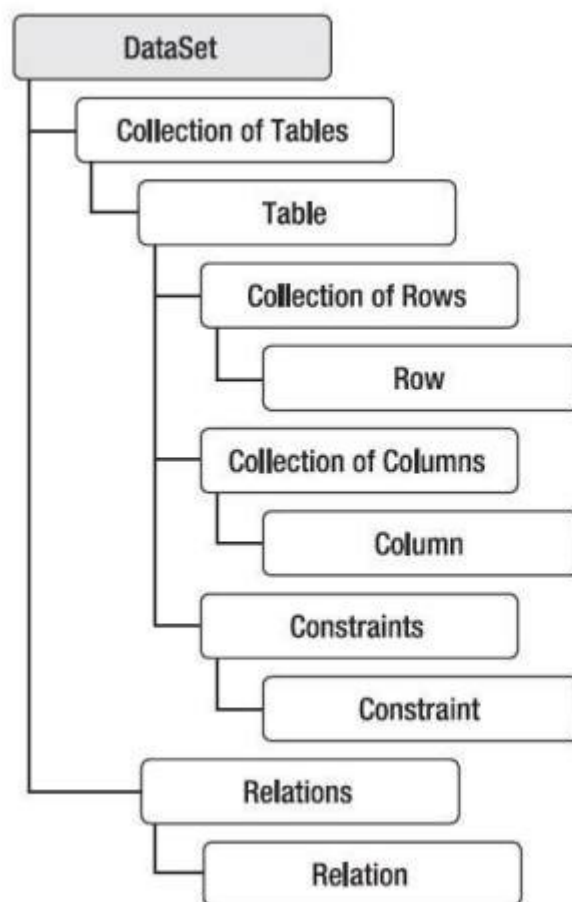 DataSet
Collection of Tables
Table
Collection of Rows
Row
Collection of Columns
Column
Constraints
Constraint
Relations
Relation